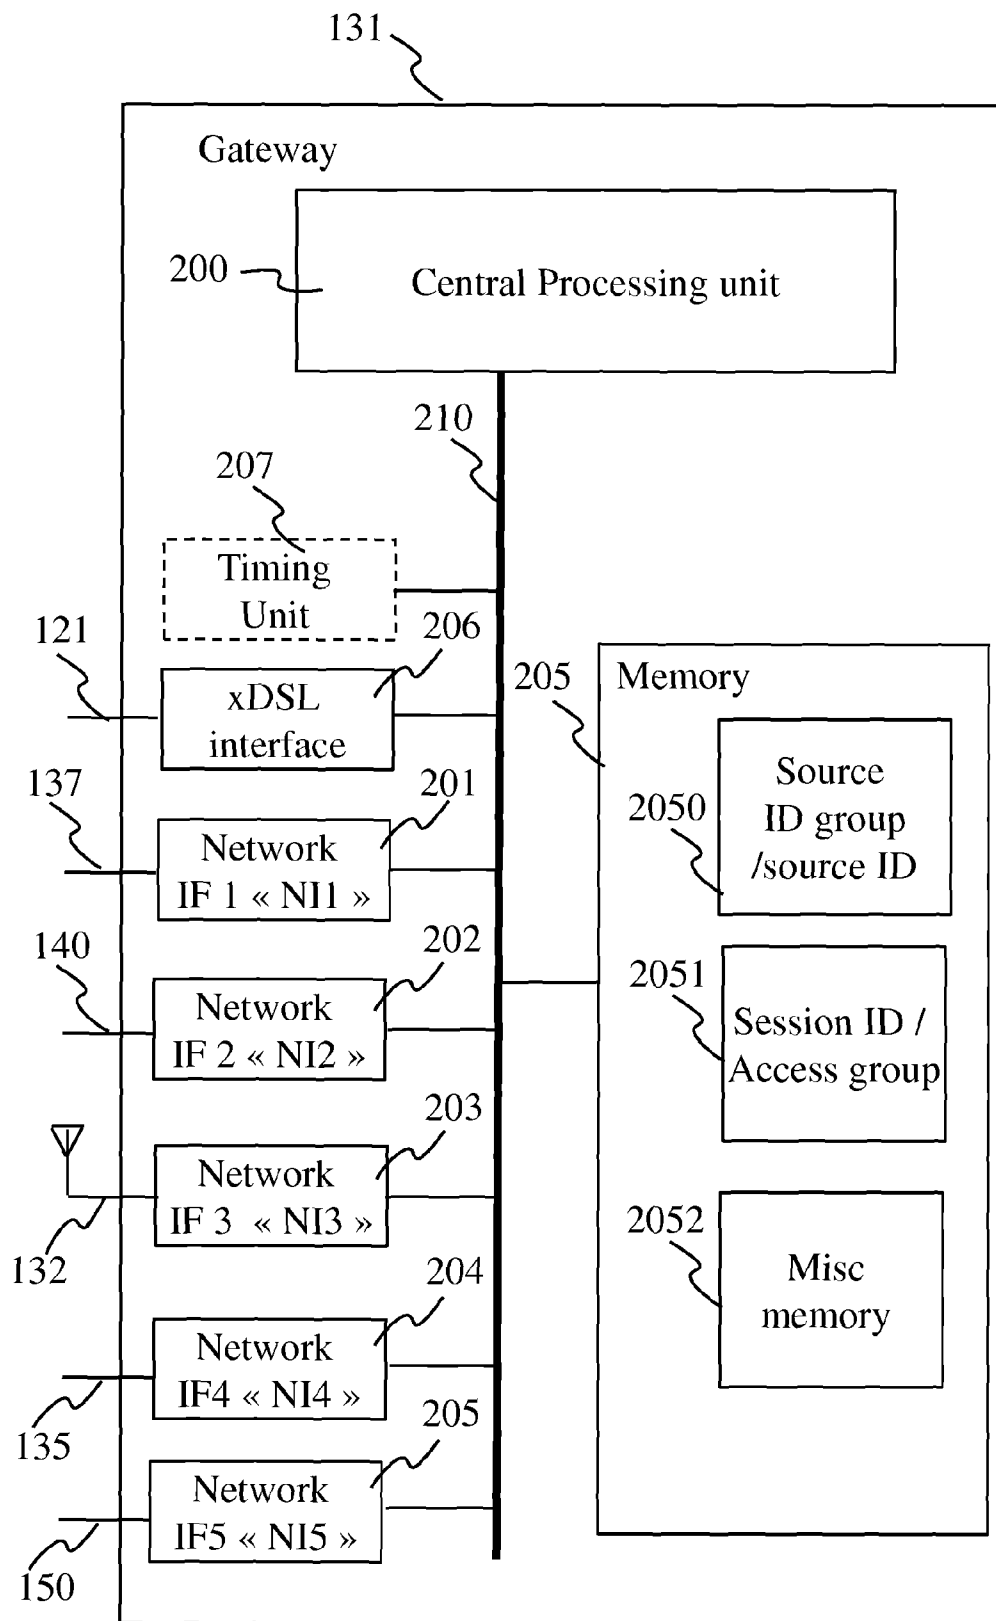 131
Gateway
200
Central Processing unit
210
207
Timing
Unit
121
206
xDSL
interface
205
Memory
Source
ID group
/source ID
2050
137
201
Network
IF 1 « NI1 »
140
202
Network
IF 2 « NI2 »
2051
Session ID /
Access group
203
Network
IF 3 « NI3 »
132
2052
Misc
memory
204
Network
IF4 « NI4 »
135
205
Network
IF5 « NI5 »
150